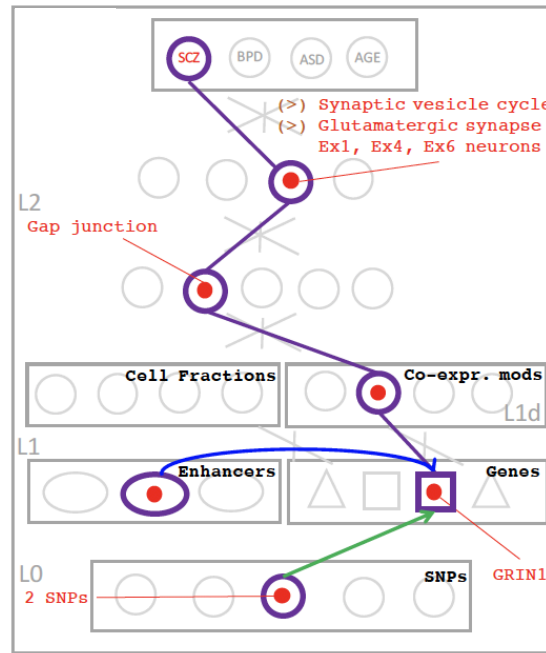 SCZ BPD ASD AGE
(>) Synaptic vesicle cycle
(>) Glutamatergic synapse
Ex1, Ex4, Ex6 neurons
L2
Gap junction
Cell Fractions
Co-expr. mods
L1d
L1
Enhancers
Genes
L0
SNPs
GRIN1
2 SNPs